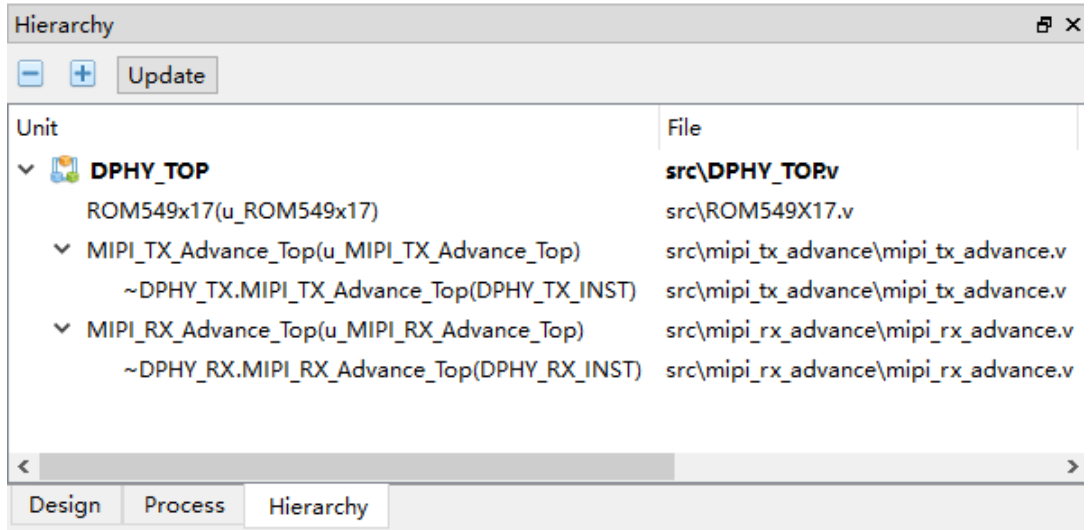 Hierarchy
Update
Unit File
DPHY_TOP src\DPHY_TOP.v
ROM549x17(u_ROM549x17) src\ROM549X17.v
MIPI_TX_Advance_Top(u_MIPI_TX_Advance_Top) src\mipi_tx_advance\mipi_tx_advance.v
~DPHY_TX.MIPI_TX_Advance_Top(DPHY_TX_INST) src\mipi_tx_advance\mipi_tx_advance.v
MIPI_RX_Advance_Top(u_MIPI_RX_Advance_Top) src\mipi_rx_advance\mipi_rx_advance.v
~DPHY_RX.MIPI_RX_Advance_Top(DPHY_RX_INST) src\mipi_rx_advance\mipi_rx_advance.v
Design Process Hierarchy